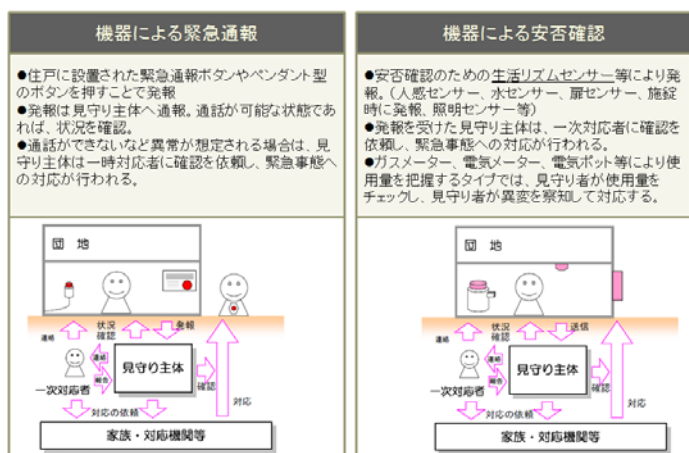 機器による緊急通報
●住戸に設置された緊急通報ボタンやペンダント型
のボタンを押すことで発報
●発報は見守り主体へ通報。通話が可能な状態であ
れば、状況を確認。
●通話ができないなど異常が想定される場合は、見
守り主体は一時対応者に確認を依頼し、緊急事態へ
の対応が行われる。
団 地
連絡
状況
確認
発報
連絡
報告
見守り主体
確認
一次対応者
対応
対応の依頼
家族・対応機関等
機器による安否確認
●安否確認のための生活リズムセンサー等により発
報。(人感センサー、水センサー、扉センサー、施錠
時に発報、照明センサー等)
●発報を受けた見守り主体は、一次対応者に確認を
依頼し、緊急事態への対応が行われる。
●ガスメーター、電気メーター、電気ポット等により使
用量を把握するタイプでは、見守り者が使用量を
チェックし、見守り者が異変を察知して対応する。
団 地
連絡
状況
確認
送信
連絡
報告
見守り主体
確認
一次対応者
対応
対応の依頼
家族・対応機関等